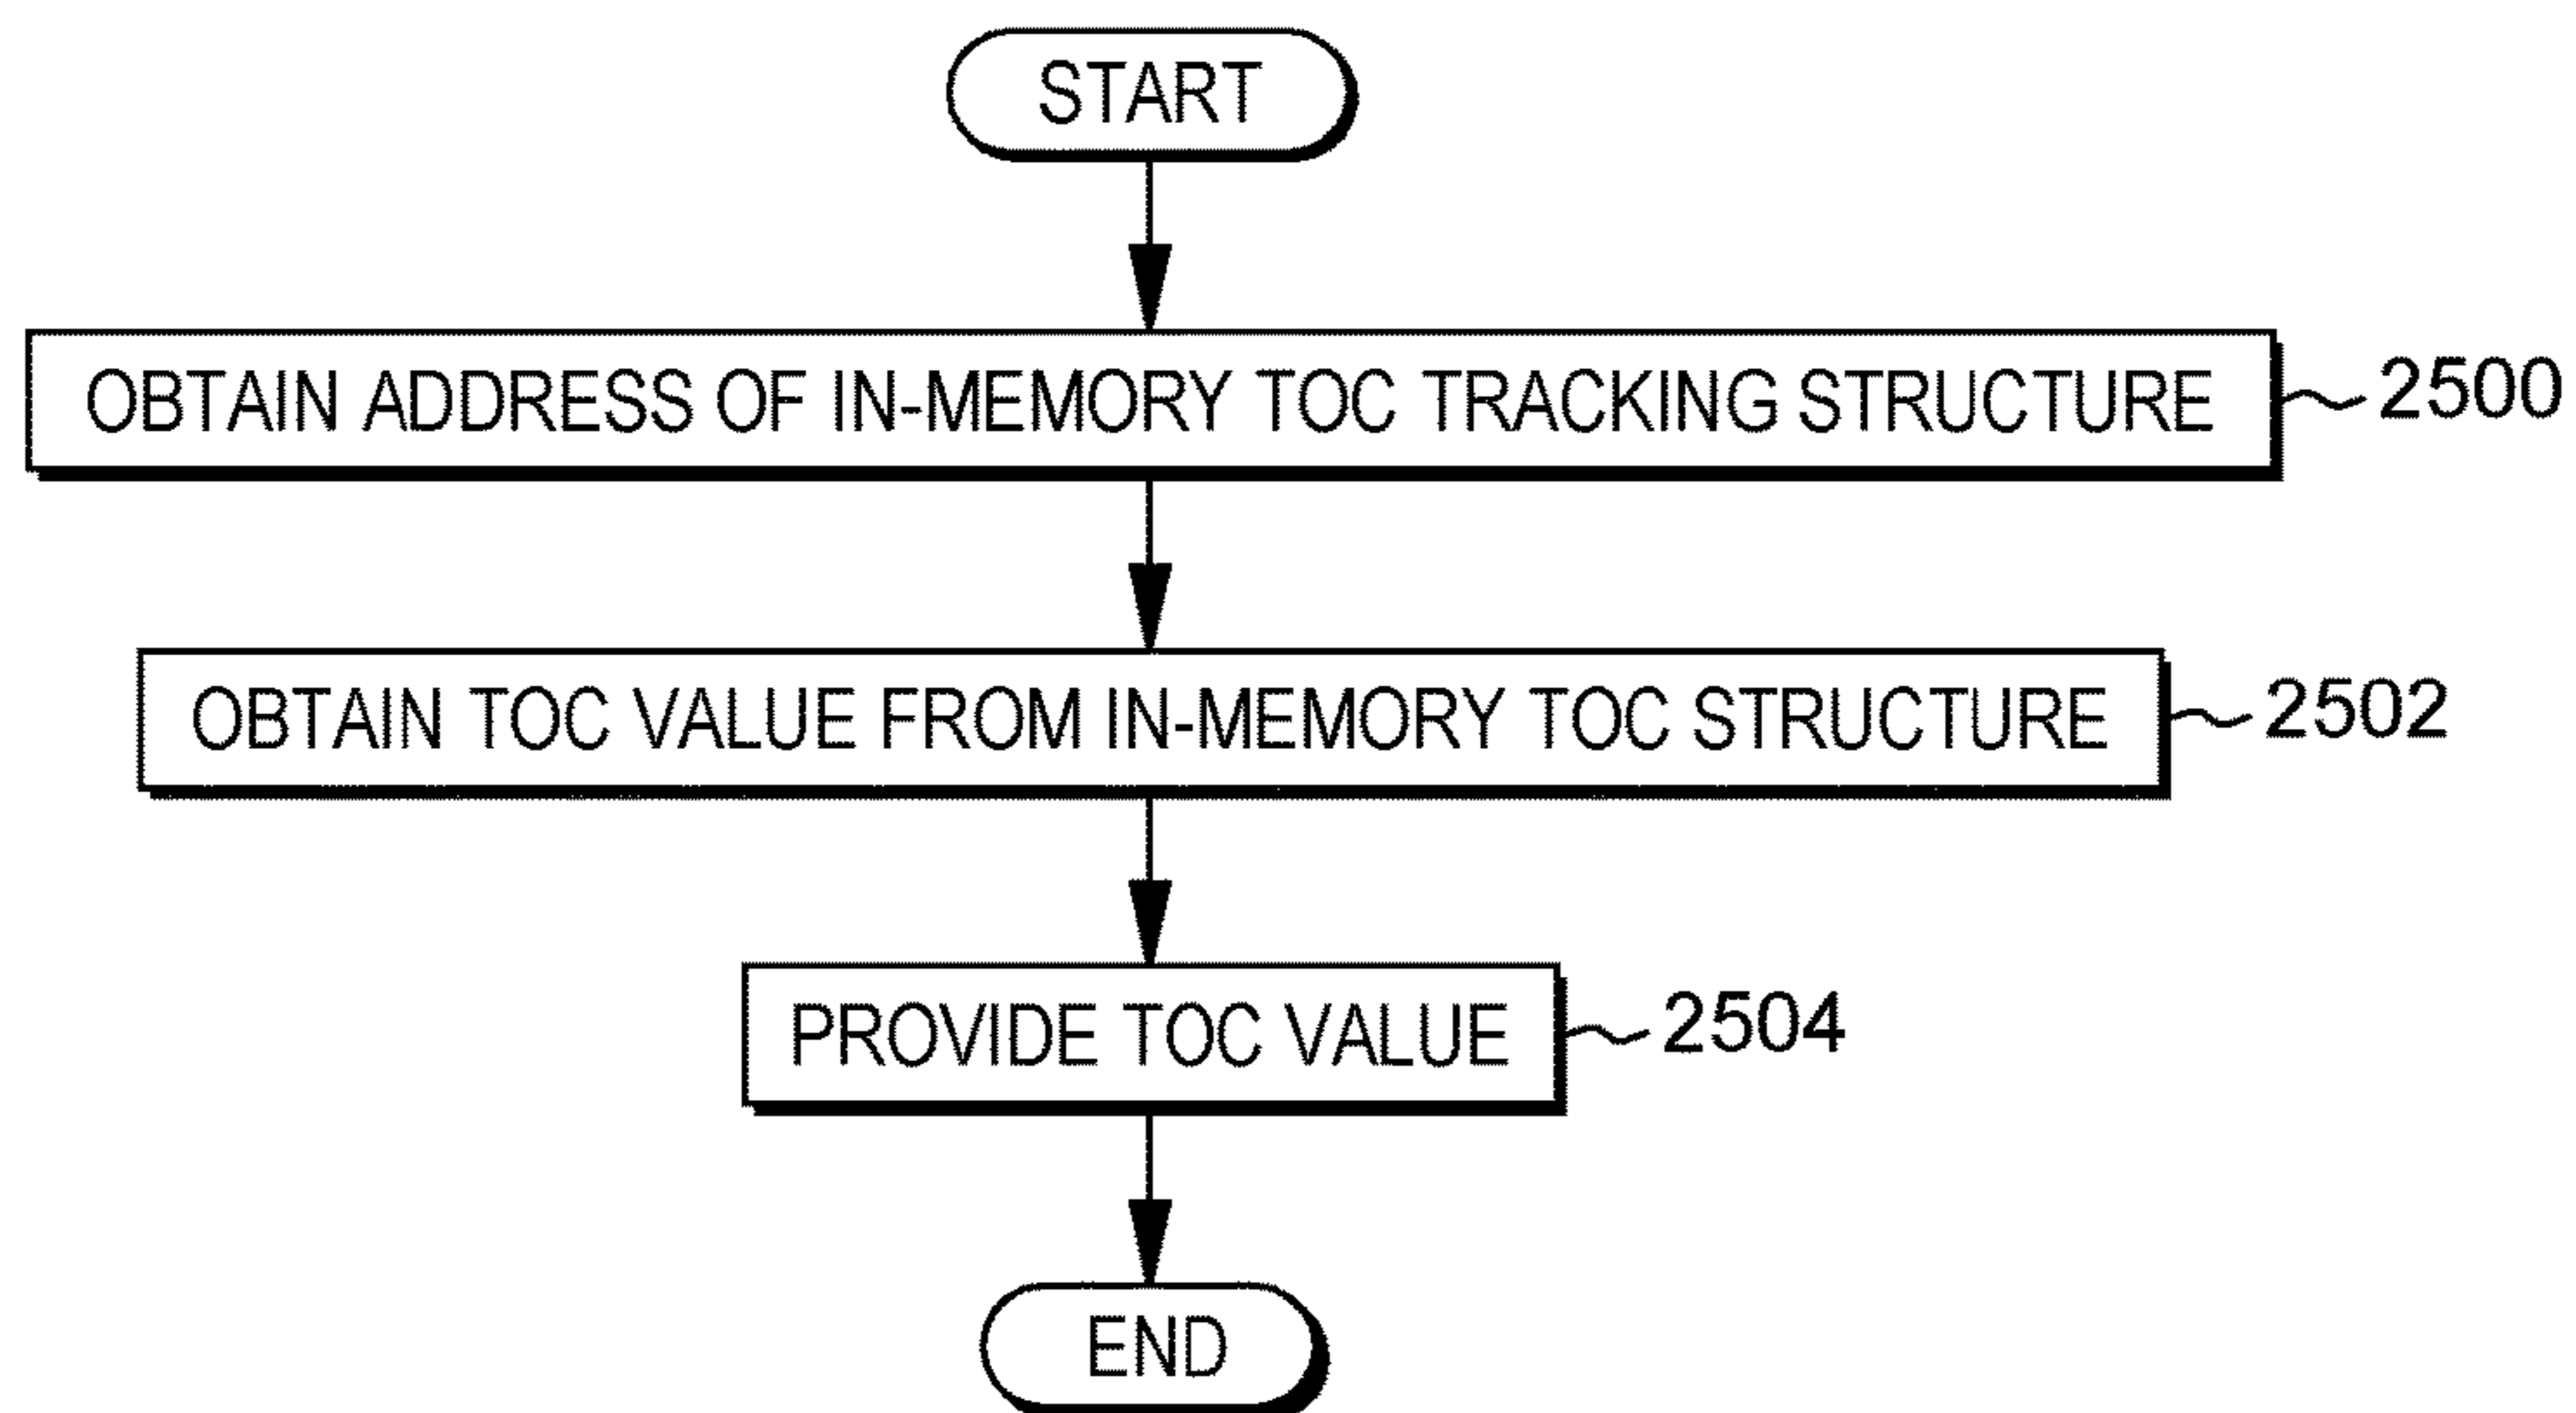 START
OBTAIN ADDRESS OF IN-MEMORY TOC TRACKING STRUCTURE 2500
OBTAIN TOC VALUE FROM IN-MEMORY TOC STRUCTURE 2502
PROVIDE TOC VALUE 2504
END